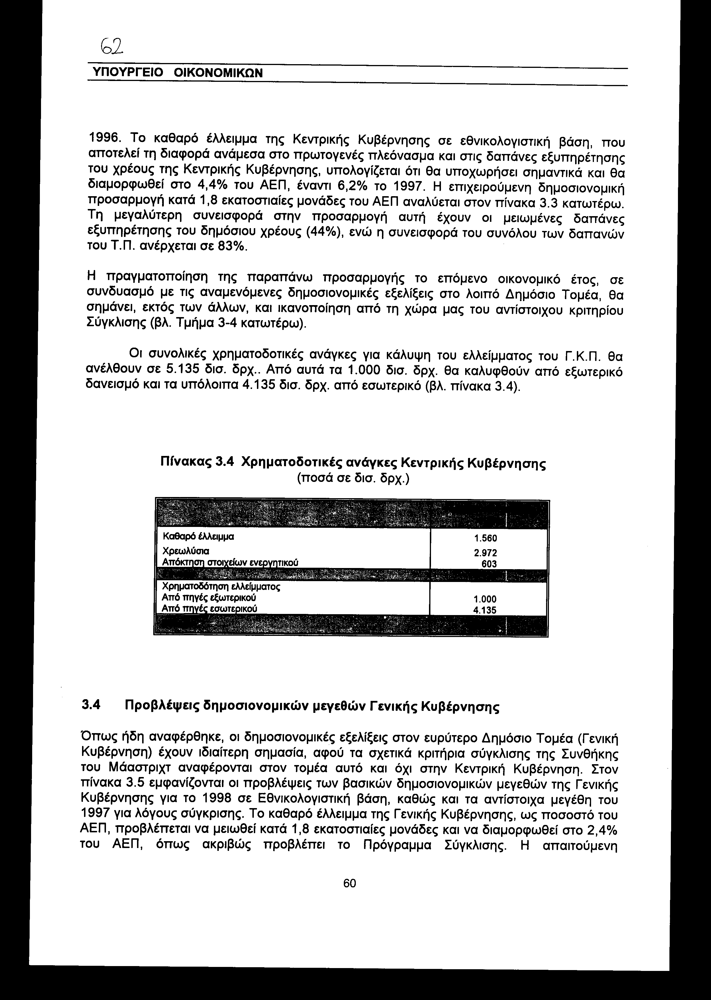 62
ΥΠΟΥΡΓΕΙΟ ΟΙΚΟΝΟΜΙΚΩΝ
1996. Το καθαρό έλλειμμα της Κεντρικής Κυβέρνησης σε εθνικολογιστική βάση, που
αποτελεί τη διαφορά ανάμεσα στο πρωτογενές πλεόνασμα και στις δαπάνες εξυπηρέτησης
του χρέους της Κεντρικής Κυβέρνησης, υπολογίζεται ότι θα υποχωρήσει σημαντικά και θα
διαμορφωθεί στο 4,4% του ΑΕΠ, έναντι 6,2% το 1997. Η επιχειρούμενη δημοσιονομική
προσαρμογή κατά 1,8 εκατοστιαίες μονάδες του ΑΕΠ αναλύεται στον πίνακα 3.3 κατωτέρω.
Τη μεγαλύτερη συνεισφορά στην προσαρμογή αυτή έχουν οι μειωμένες δαπάνες
εξυπηρέτησης του δημόσιου χρέους (44%), ενώ η συνεισφορά του συνόλου των δαπανών
του Τ.Π. ανέρχεται σε 83%.
Η πραγματοποίηση της παραπάνω προσαρμογής το επόμενο οικονομικό έτος, σε
συνδυασμό με τις αναμενόμενες δημοσιονομικές εξελίξεις στο λοιπό Δημόσιο Τομέα, θα
σημάνει, εκτός των άλλων, και ικανοποίηση από τη χώρα μας του αντίστοιχου κριτηρίου
Σύγκλισης (βλ. Τμήμα 3-4 κατωτέρω).
Οι συνολικές χρηματοδοτικές ανάγκες για κάλυψη του ελλείμματος του Γ.Κ.Π. θα
ανέλθουν σε 5.135 δισ. δρχ.. Από αυτά τα 1.000 δισ. δρχ. θα καλυφθούν από εξωτερικό
δανεισμό και τα υπόλοιπα 4.135 δισ. δρχ. από εσωτερικό (βλ. πίνακα 3.4).
Πίνακας 3.4 Χρηματοδοτικές ανάγκες Κεντρικής Κυβέρνησης
(ποσά σε δισ. δρχ.)
Καθαρό έλλειμμα 1.560
Χρεωλύσια 2.972
Απόκτηση στοιχείων ενεργητικού 603
Χρηματοδότηση ελλείμματος
Από πηγές εξωτερικού 1.000
Από πηγές εσωτερικού 4.135
3.4 Προβλέψεις δημοσιονομικών μεγεθών Γενικής Κυβέρνησης
Όπως ήδη αναφέρθηκε, οι δημοσιονομικές εξελίξεις στον ευρύτερο Δημόσιο Τομέα (Γενική
Κυβέρνηση) έχουν ιδιαίτερη σημασία, αφού τα σχετικά κριτήρια σύγκλισης της Συνθήκης
του Μάαστριχτ αναφέρονται στον τομέα αυτό και όχι στην Κεντρική Κυβέρνηση. Στον
πίνακα 3.5 εμφανίζονται οι προβλέψεις των βασικών δημοσιονομικών μεγεθών της Γενικής
Κυβέρνησης για το 1998 σε Εθνικολογιστική βάση, καθώς και τα αντίστοιχα μεγέθη του
1997 για λόγους σύγκρισης. Το καθαρό έλλειμμα της Γενικής Κυβέρνησης, ως ποσοστό του
ΑΕΠ, προβλέπεται να μειωθεί κατά 1,8 εκατοστιαίες μονάδες και να διαμορφωθεί στο 2,4%
του ΑΕΠ, όπως ακριβώς προβλέπει το Πρόγραμμα Σύγκλισης. Η απαιτούμενη
60